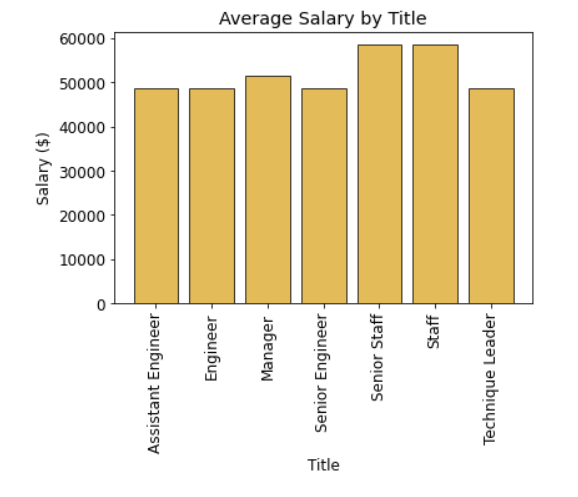 Average Salary by Title
Salary ($)
60000
50000
40000
30000
20000
10000
0
Assistant Engineer
Engineer
Manager
Senior Engineer
Senior Staff
Staff
Technique Leader
Title